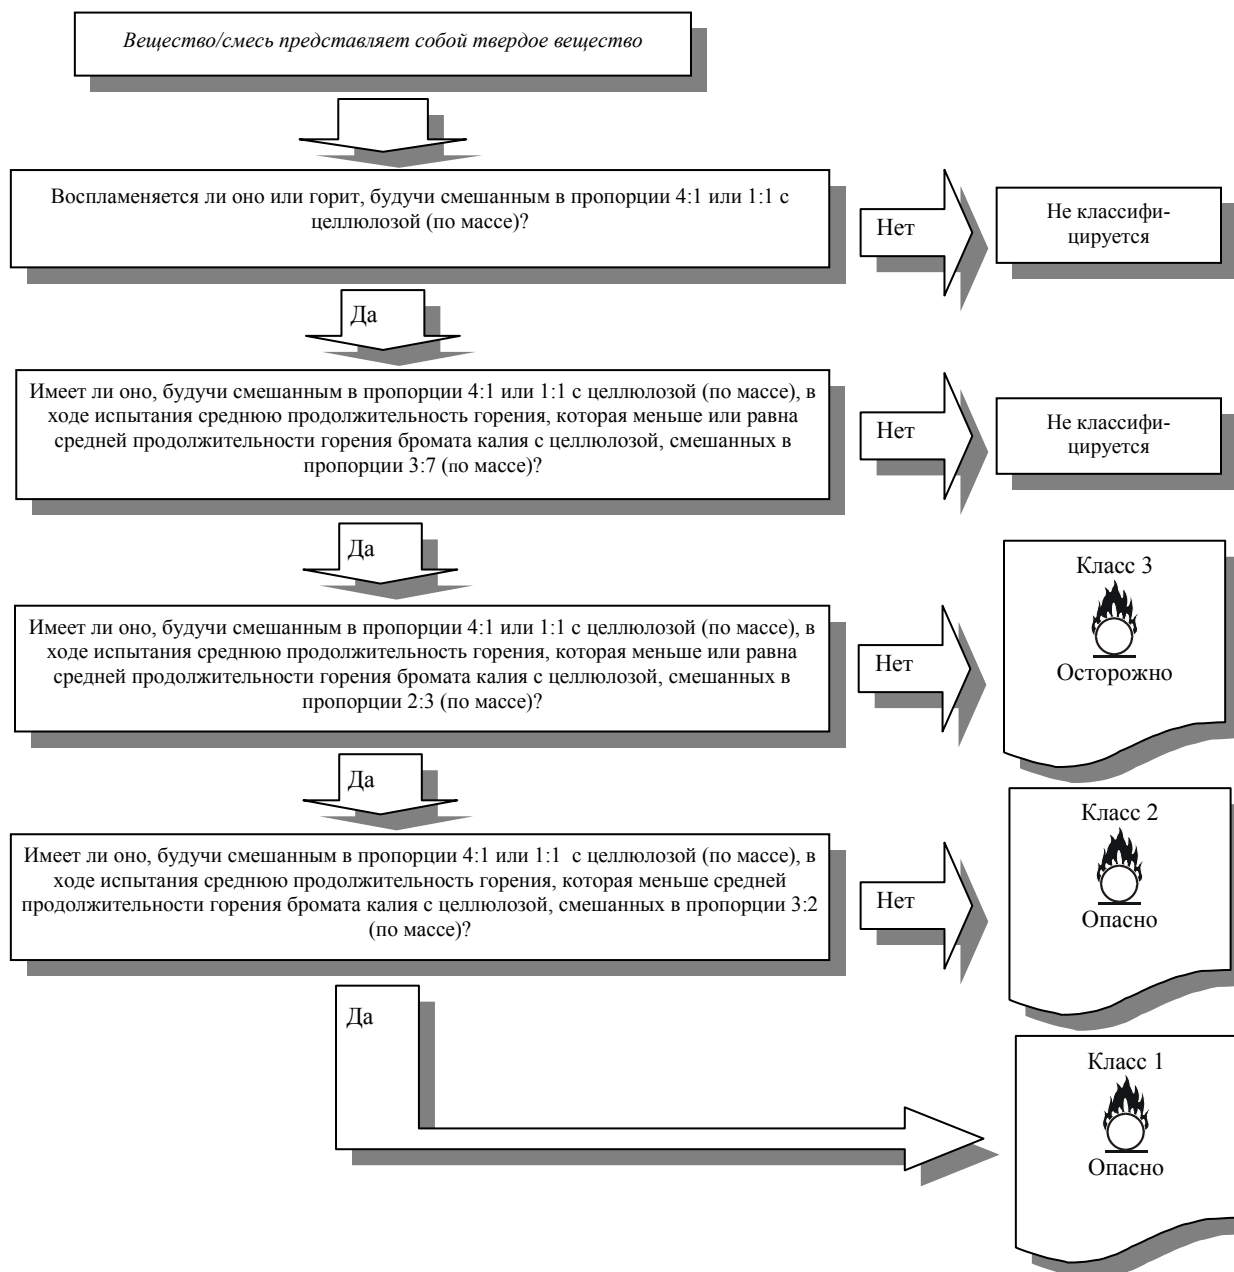 Вещество/смесь представляет собой твердое вещество
Воспламеняется ли оно или горит, будучи смешанным в пропорции 4:1 или 1:1 с
целлюлозой (по массе)?
Нет
Не классифи-
цируется
Да
Имеет ли оно, будучи смешанным в пропорции 4:1 или 1:1 с целлюлозой (по массе), в
ходе испытания среднюю продолжительность горения, которая меньше или равна
средней продолжительности горения бромата калия с целлюлозой, смешанных в
пропорции 3:7 (по массе)?
Нет
Не классифи-
цируется
Да
Имеет ли оно, будучи смешанным в пропорции 4:1 или 1:1 с целлюлозой (по массе), в
ходе испытания среднюю продолжительность горения, которая меньше или равна
средней продолжительности горения бромата калия с целлюлозой, смешанных в
пропорции 2:3 (по массе)?
Нет
Класс 3
Осторожно
Да
Имеет ли оно, будучи смешанным в пропорции 4:1 или 1:1 с целлюлозой (по массе), в
ходе испытания среднюю продолжительность горения, которая меньше средней
продолжительности горения бромата калия с целлюлозой, смешанных в пропорции 3:2
(по массе)?
Нет
Класс 2
Опасно
Да
Класс 1
Опасно